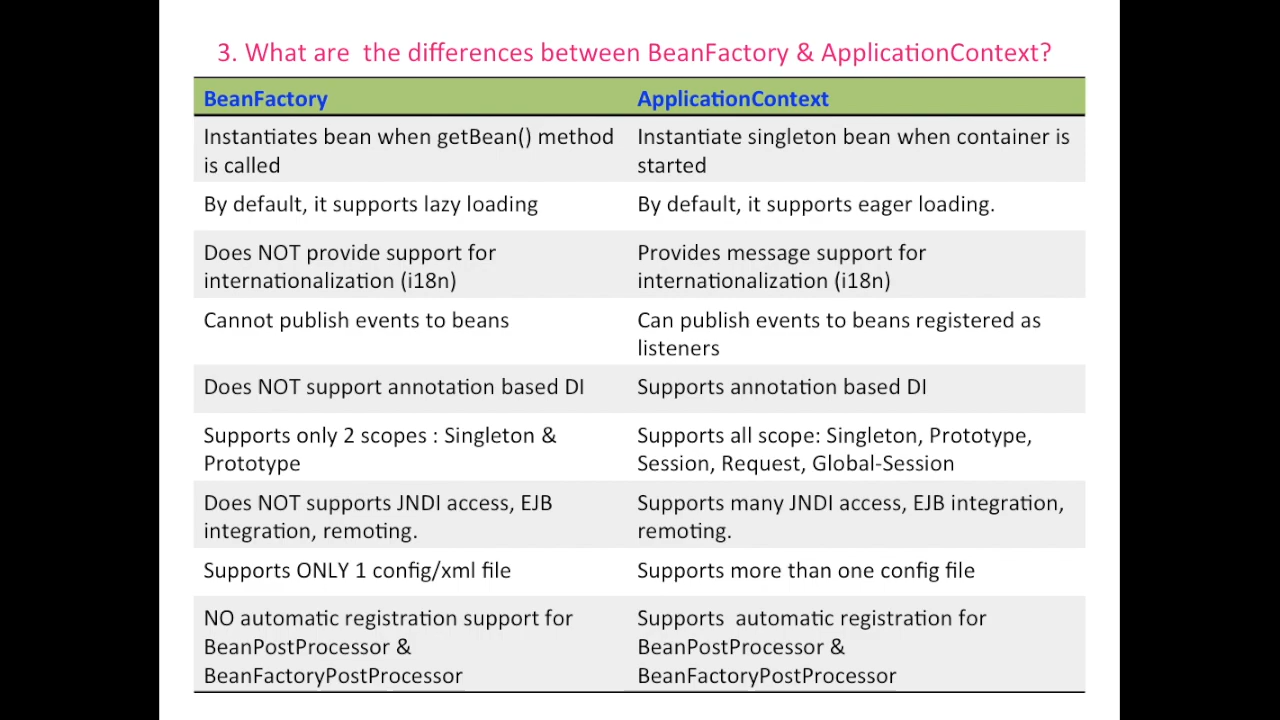 3. What are  the differences between BeanFactory & ApplicationContext?
BeanFactory
ApplicationContext
Instantiates bean when getBean() method
is called
Instantiate singleton bean when container is
started
By default, it supports lazy loading
By default, it supports eager loading.
Does NOT provide support for
internationalization (i18n)
Provides message support for
internationalization (i18n)
Cannot publish events to beans
Can publish events to beans registered as
listeners
Does NOT support annotation based DI
Supports annotation based DI
Supports only 2 scopes : Singleton &
Prototype
Supports all scope: Singleton, Prototype,
Session, Request, Global-Session
Does NOT supports JNDI access, EJB
integration, remoting.
Supports many JNDI access, EJB integration,
remoting.
Supports ONLY 1 config/xml file
Supports more than one config file
NO automatic registration support for
BeanPostProcessor &
BeanFactoryPostProcessor
Supports  automatic registration for
BeanPostProcessor &
BeanFactoryPostProcessor